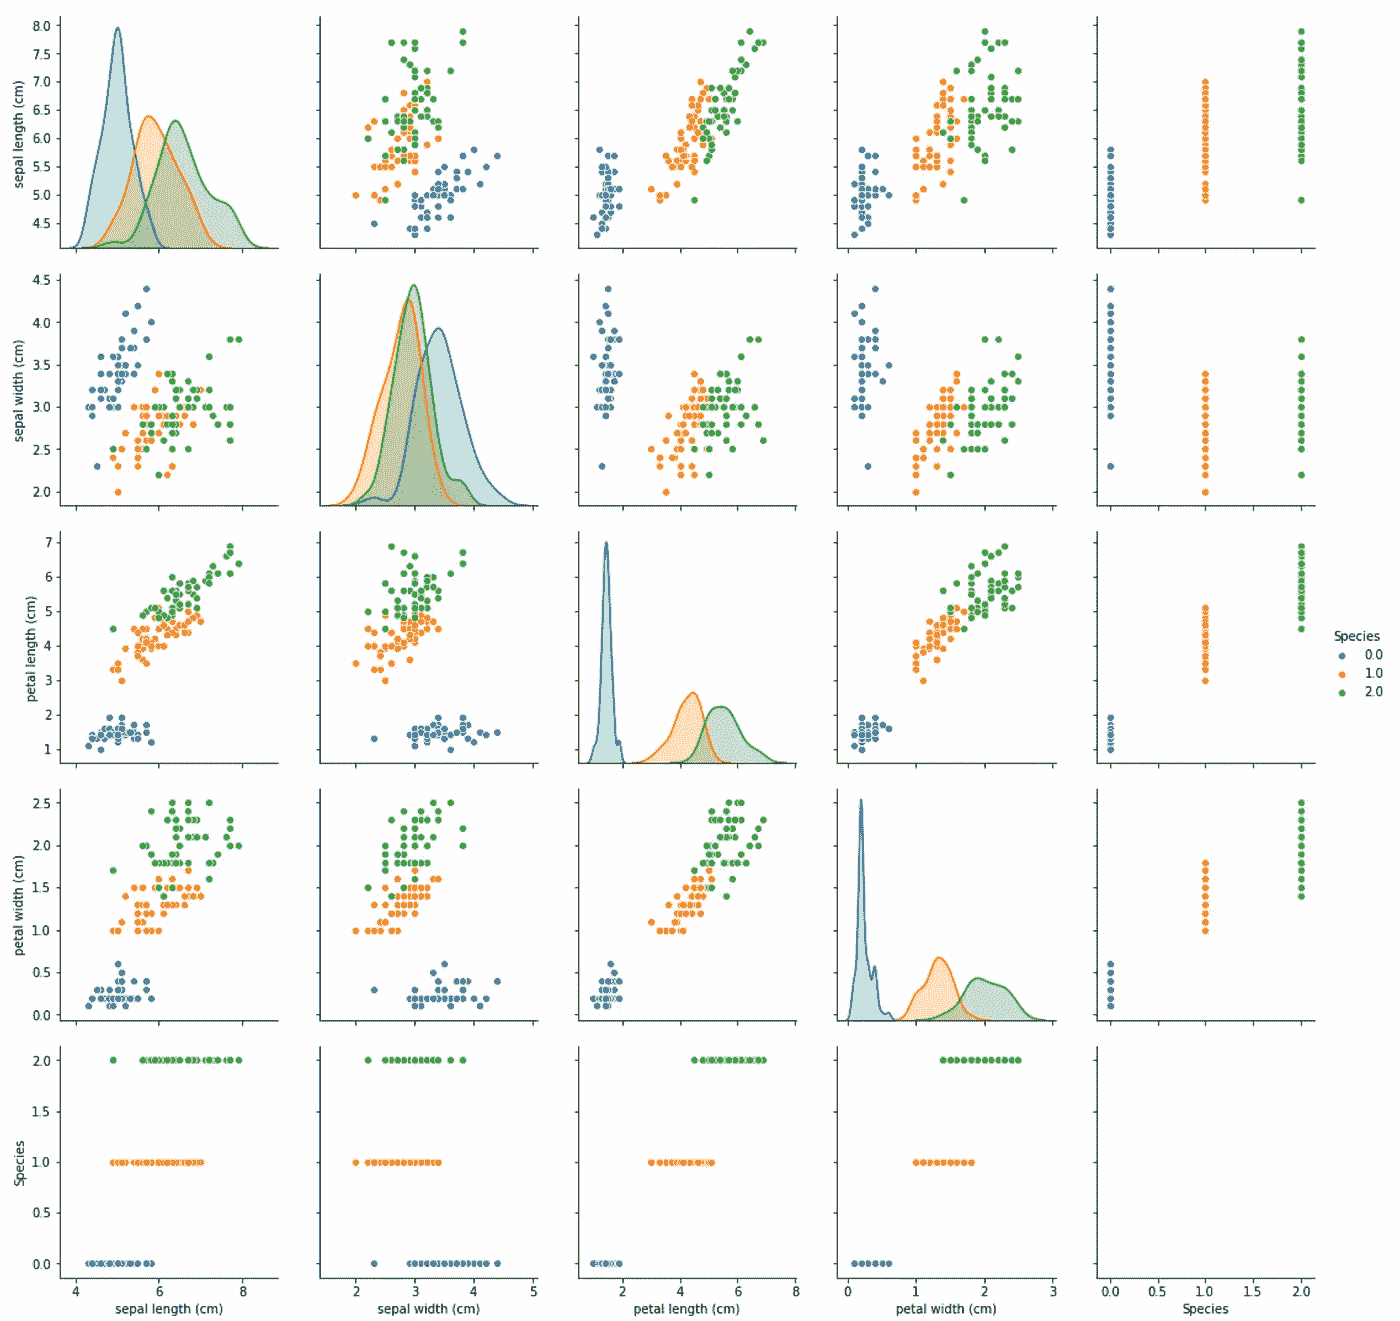 8.0
7.5
7.0
6.5
6.0
5.5
5.0
4.5
sepal length (cm)
4.5
4.0
3.5
3.0
2.5
2.0
sepal width (cm)
7
6
5
4
3
2
1
petal length (cm)
Species
0.0
1.0
2.0
2.5
2.0
1.5
1.0
0.5
0.0
petal width (cm)
2.0
1.5
1.0
0.5
0.0
Species
4 6 8
sepal length (cm)
2 3 4 5
sepal width (cm)
2 4 6 8
petal length (cm)
0 1 2 3
petal width (cm)
0.0 0.5 1.0 1.5 2.0
Species